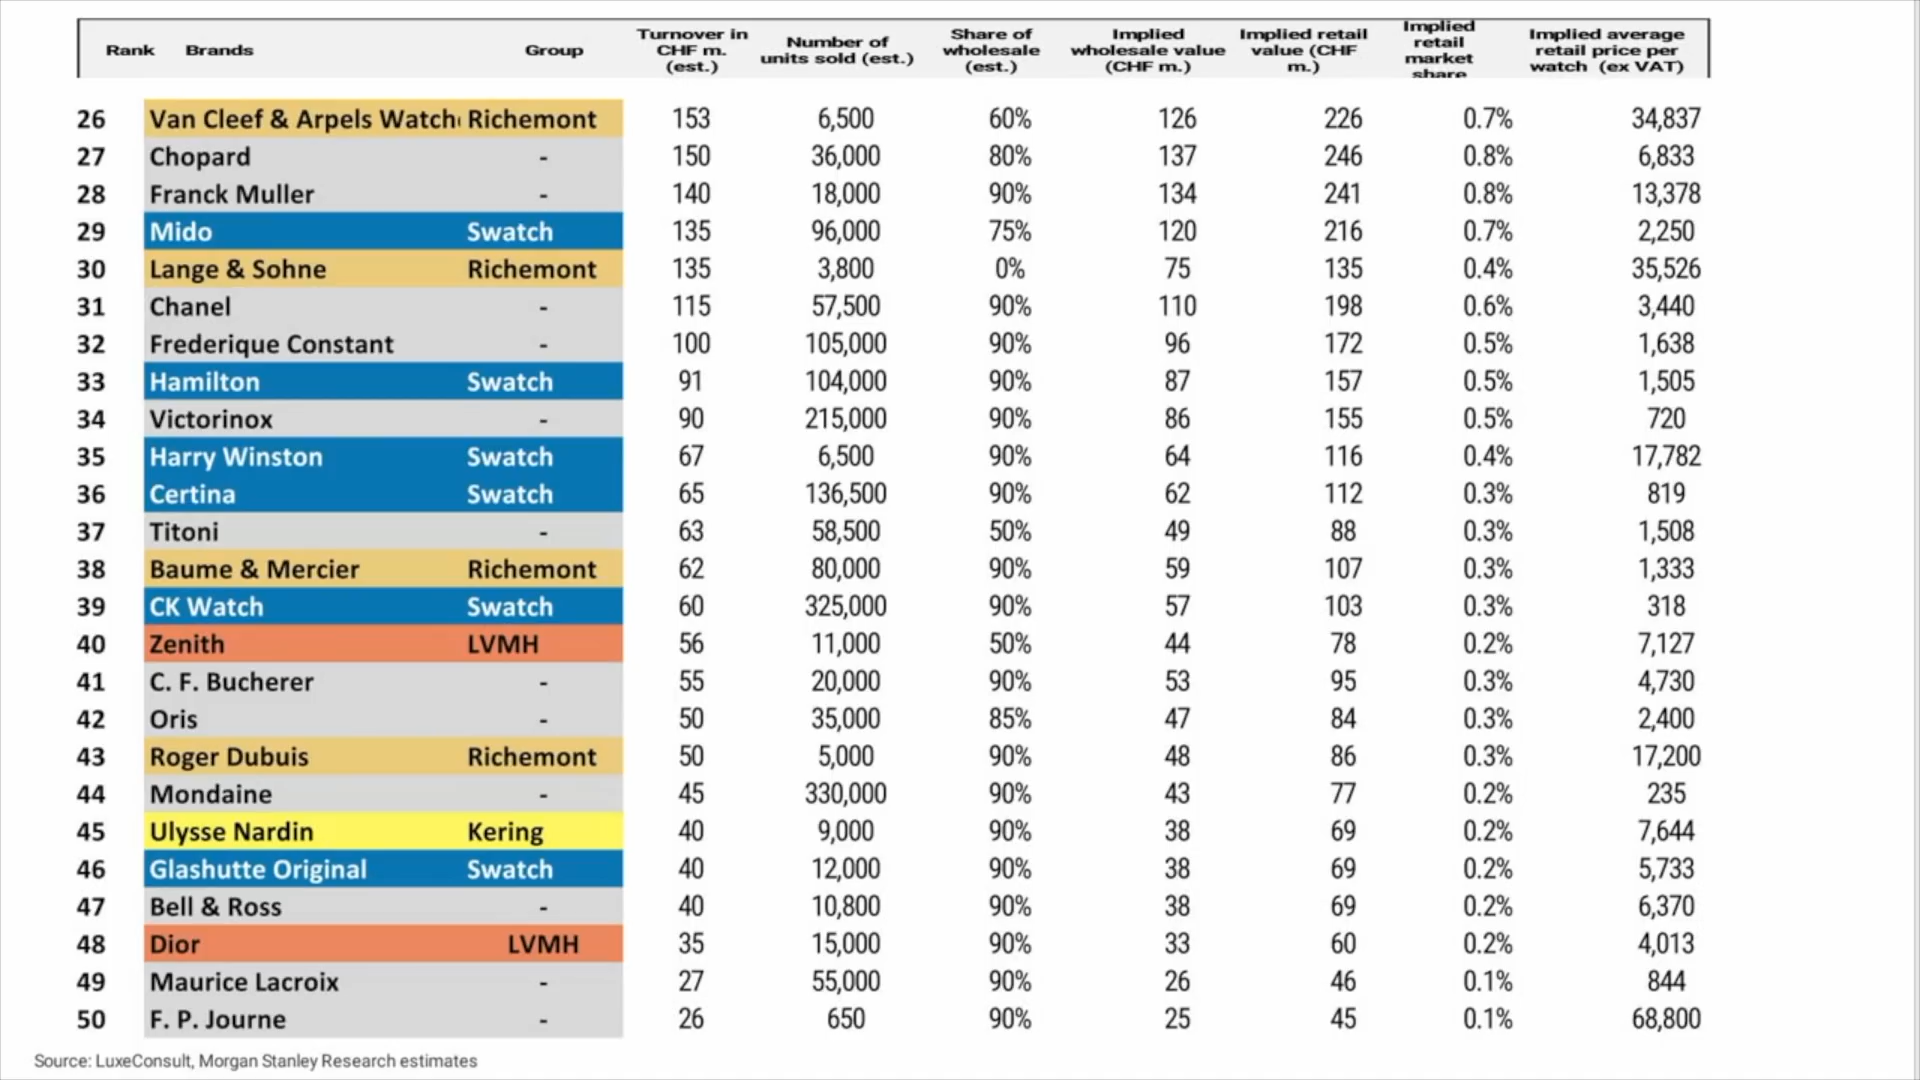 Rank Brands Group Turnover in CHF m. (est.) Number of units sold (est.) Share of wholesale (est.) Implied wholesale value (CHF m.) Implied retail value (CHF m.) Implied retail market share Implied average retail price per watch (ex VAT)
26 Van Cleef & Arpels Watch Richemont 153 6,500 60% 126 226 0.7% 34,837
27 Chopard - 150 36,000 80% 137 246 0.8% 6,833
28 Franck Muller - 140 18,000 90% 134 241 0.8% 13,378
29 Mido Swatch 135 96,000 75% 120 216 0.7% 2,250
30 Lange & Sohne Richemont 135 3,800 0% 75 135 0.4% 35,526
31 Chanel - 115 57,500 90% 110 198 0.6% 3,440
32 Frederique Constant - 100 105,000 90% 96 172 0.5% 1,638
33 Hamilton Swatch 91 104,000 90% 87 157 0.5% 1,505
34 Victorinox - 90 215,000 90% 86 155 0.5% 720
35 Harry Winston Swatch 67 6,500 90% 64 116 0.4% 17,782
36 Certina Swatch 65 136,500 90% 62 112 0.3% 819
37 Titoni - 63 58,500 50% 49 88 0.3% 1,508
38 Baume & Mercier Richemont 62 80,000 90% 59 107 0.3% 1,333
39 CK Watch Swatch 60 325,000 90% 57 103 0.3% 318
40 Zenith LVMH 56 11,000 50% 44 78 0.2% 7,127
41 C. F. Bucherer - 55 20,000 90% 53 95 0.3% 4,730
42 Oris - 50 35,000 85% 47 84 0.3% 2,400
43 Roger Dubuis Richemont 50 5,000 90% 48 86 0.3% 17,200
44 Mondaine - 45 330,000 90% 43 77 0.2% 235
45 Ulysse Nardin Kering 40 9,000 90% 38 69 0.2% 7,644
46 Glashutte Original Swatch 40 12,000 90% 38 69 0.2% 5,733
47 Bell & Ross - 40 10,800 90% 38 69 0.2% 6,370
48 Dior LVMH 35 15,000 90% 33 60 0.2% 4,013
49 Maurice Lacroix - 27 55,000 90% 26 46 0.1% 844
50 F. P. Journe - 26 650 90% 25 45 0.1% 68,800
Source: LuxeConsult, Morgan Stanley Research estimates